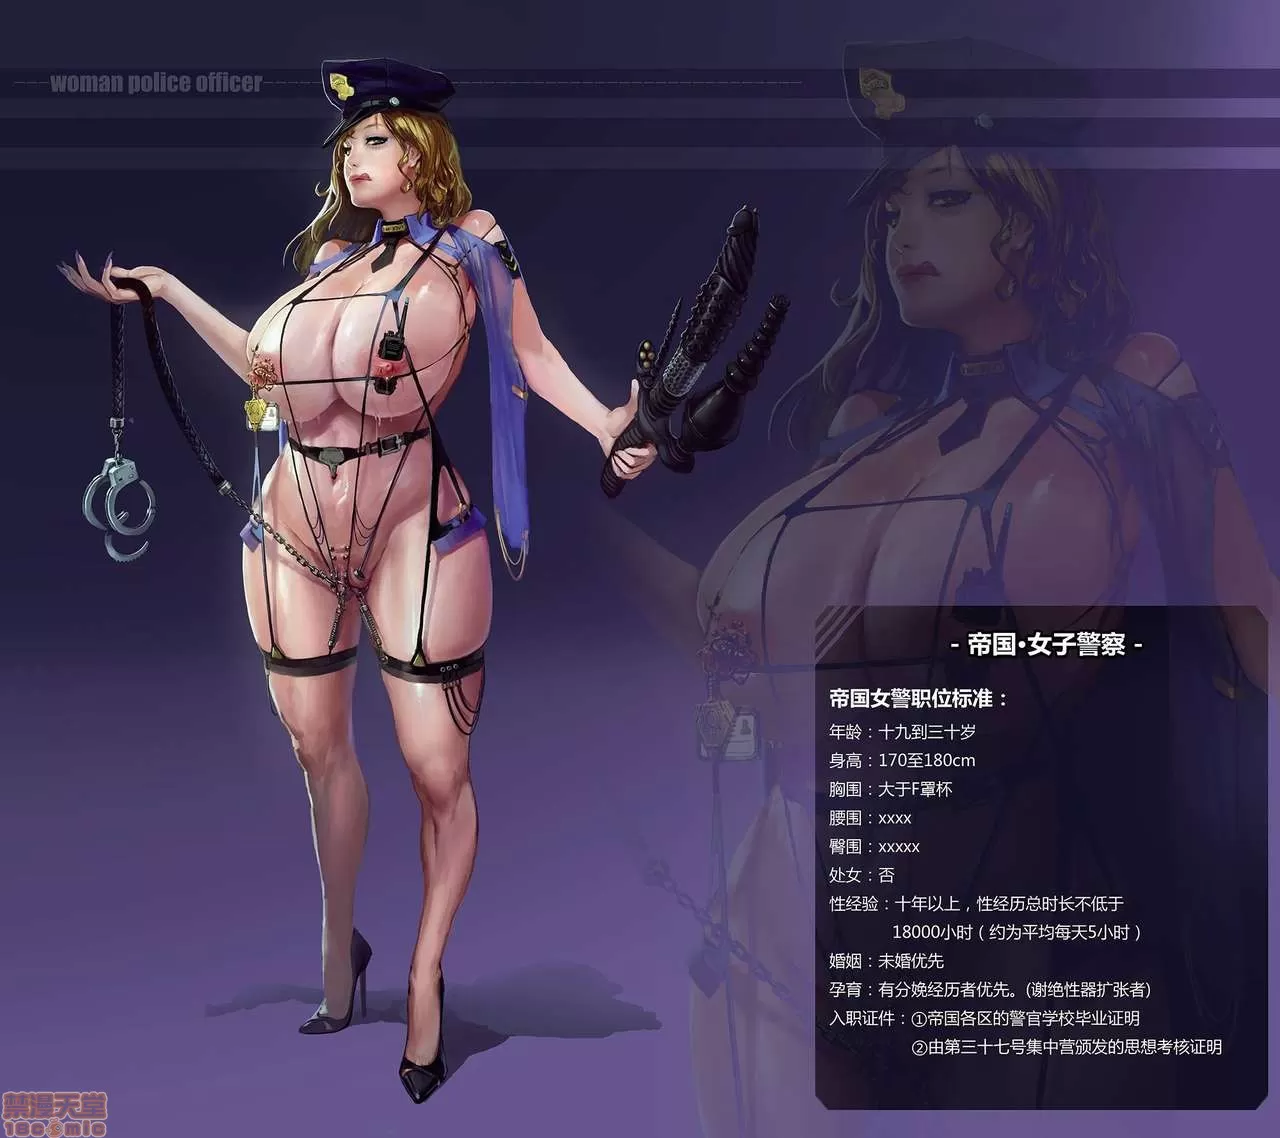 woman police officer
- 帝国·女子警察 -
帝国女警职位标准：
年龄：十九到三十岁
身高：170至180cm
胸围：大于F罩杯
腰围：xxxx
臀围：xxxxx
处女：否
性经验：十年以上，性经历总时长不低于
18000小时（约为平均每天5小时）
婚姻：未婚优先
孕育：有分娩经历者优先。(谢绝性器扩张者)
入职证件：①帝国各区的警官学校毕业证明
②由第三十七号集中营颁发的思想考核证明
禁漫天堂
18comic